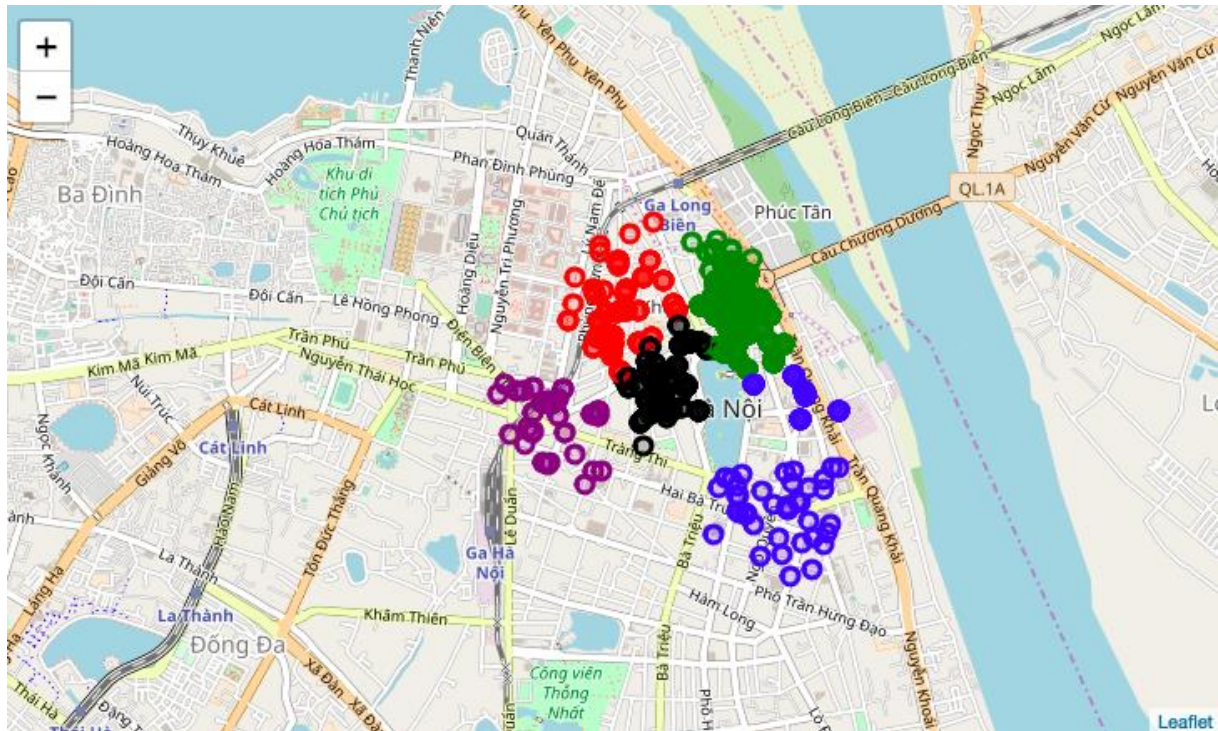 +
−
Thanh Niên
Yên Phụ
Yên Phụ
Ngọc Lâm
Ngọc Lâm
Nguyễn Văn Cừ
Nguyễn Văn Cừ
Ngọc Thụy
Cầu Long Biên
Cầu Long Biên
Thụy Khuê
Hoàng Hoa Thám
Hoàng Hoa Thám
Quán Thánh
Phan Đình Phùng
Ba Đình
Khu di
tích Phủ
Chủ tịch
QL.1A
Ga Long
Biên
Phúc Tân
Cầu Chương Dương
Lý Nam Đế
Hoàng Diệu
Nguyễn Tri Phương
Đội Cấn
Đội Cấn
Lê Hồng Phong
Điện Biên
Trần Phú
Trần Phú
Kim Mã
Kim Mã
Nguyễn Thái Học
Núi Trúc
Cát Linh
Cát Linh
Giảng Võ
Ngọc Khánh
Hào Nam
Tôn Đức Thắng
Tràng Thi
Hai Bà Trưng
Trần Quang Khải
Lê Duẩn
Ga Hà
Nội
Bà Triệu
Bà Triệu
La Thành
La Thành
Láng Hạ
Khâm Thiên
Hàm Long
Phố Trần Hưng Đạo
Đống Đa
Xã Đàn
Công viên
Thống
Nhất
Nguyễn Khoái
Thái Hà
Leaflet